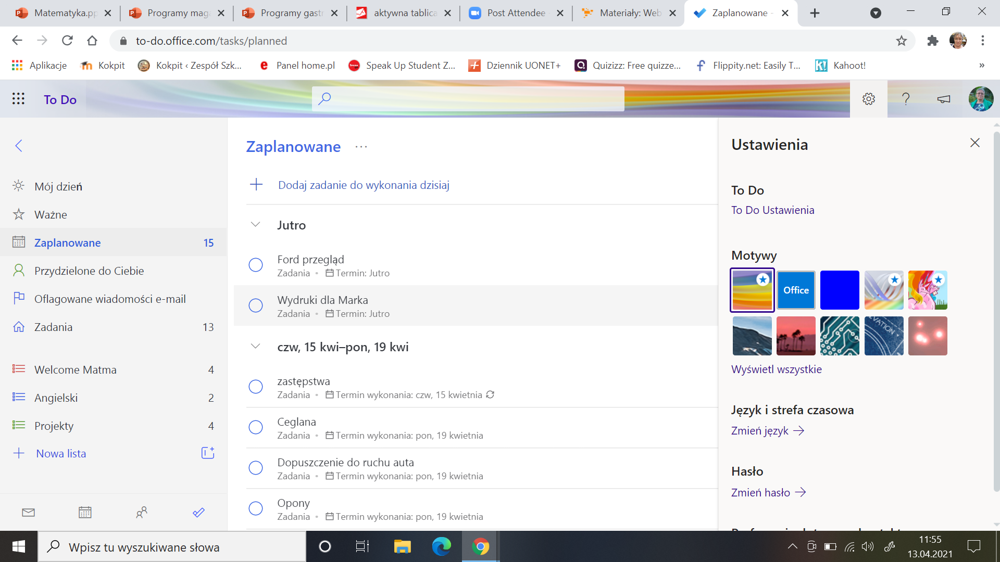 Matematyka.pp
Programy mag
Programy gast
aktywna tablica
Post Attendee
Materiały: Web
Zaplanowane -
to-do.office.com/tasks/planned
Aplikacje
Kokpit
Kokpit ‹ Zespół Szk...
Panel home.pl
Speak Up Student Z...
Dziennik UONET+
Quizizz: Free quizze...
Flippity.net: Easily T...
Kahoot!
»
To Do
Mój dzień
Ważne
Zaplanowane 15
Przydzielone do Ciebie
Oflagowane wiadomości e-mail
Zadania 13
Welcome Matma 4
Angielski 2
Projekty 4
Nowa lista
Zaplanowane ...
Dodaj zadanie do wykonania dzisiaj
Jutro
Ford przegląd
Zadania • Termin: Jutro
Wydruki dla Marka
Zadania • Termin: Jutro
czw, 15 kwi–pon, 19 kwi
zastępstwa
Zadania • Termin wykonania: czw, 15 kwietnia
Ceglana
Zadania • Termin wykonania: pon, 19 kwietnia
Dopuszczenie do ruchu auta
Zadania • Termin wykonania: pon, 19 kwietnia
Opony
Zadania • Termin wykonania: pon, 19 kwietnia
Ustawienia
To Do
To Do Ustawienia
Motywy
Office
Wyświetl wszystkie
Język i strefa czasowa
Zmień język
Hasło
Zmień hasło
Wpisz tu wyszukiwane słowa
11:55
13.04.2021